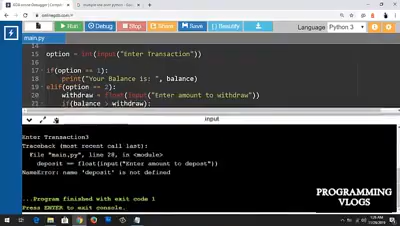 GDB online Debugger | Compiler
onlinegdb.com
Run
Debug
Stop
Share
Save
{} Beautify
Language
Python 3
main.py
14
15 option = int(input("Enter Transaction"))
16
17
18 if(option == 1):
print("Your Balance is: ", balance)
19 elif(option == 2):
20 withdraw = float(input("Enter amount to withdraw"))
21 if(balance > withdraw):
input
Enter Transaction3
Traceback (most recent call last):
File "main.py", line 28, in <module>
deposit == float(input("Enter amount to depost"))
NameError: name 'deposit' is not defined
...Program finished with exit code 1
Press ENTER to exit console.
PROGRAMMING
VLOGS